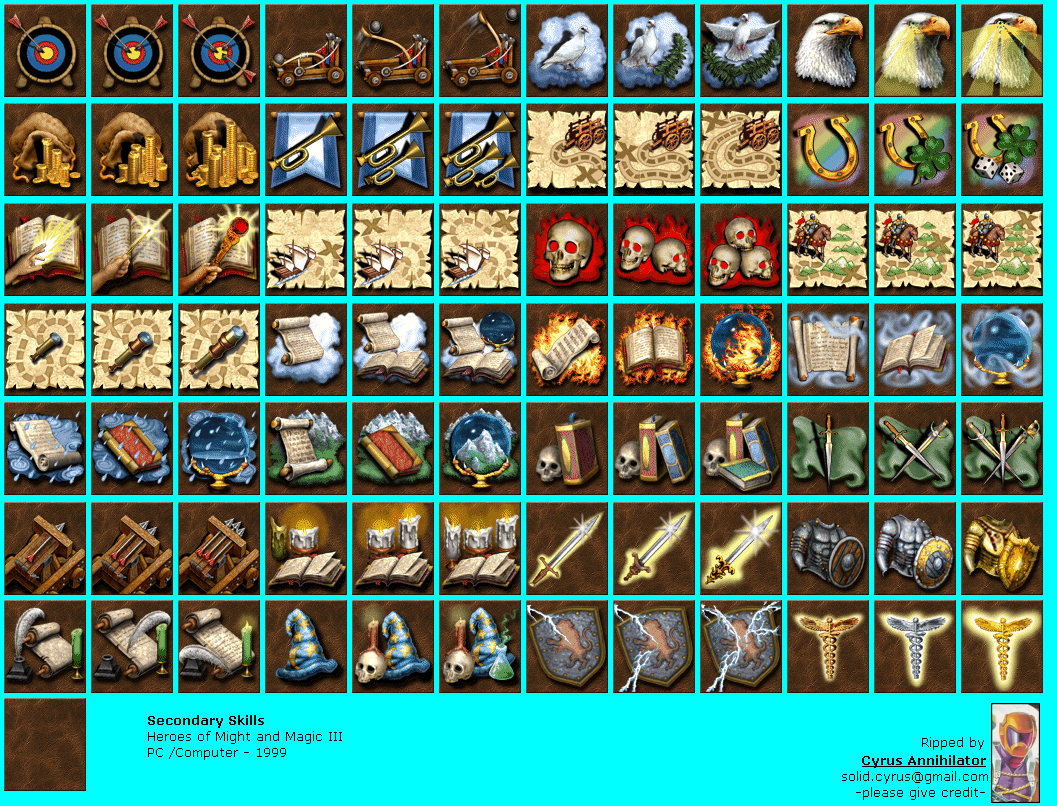 Secondary Skills
Heroes of Might and Magic III
PC /Computer - 1999
Ripped by
Cyrus Annihilator
solid.cyrus@gmail.com
-please give credit-